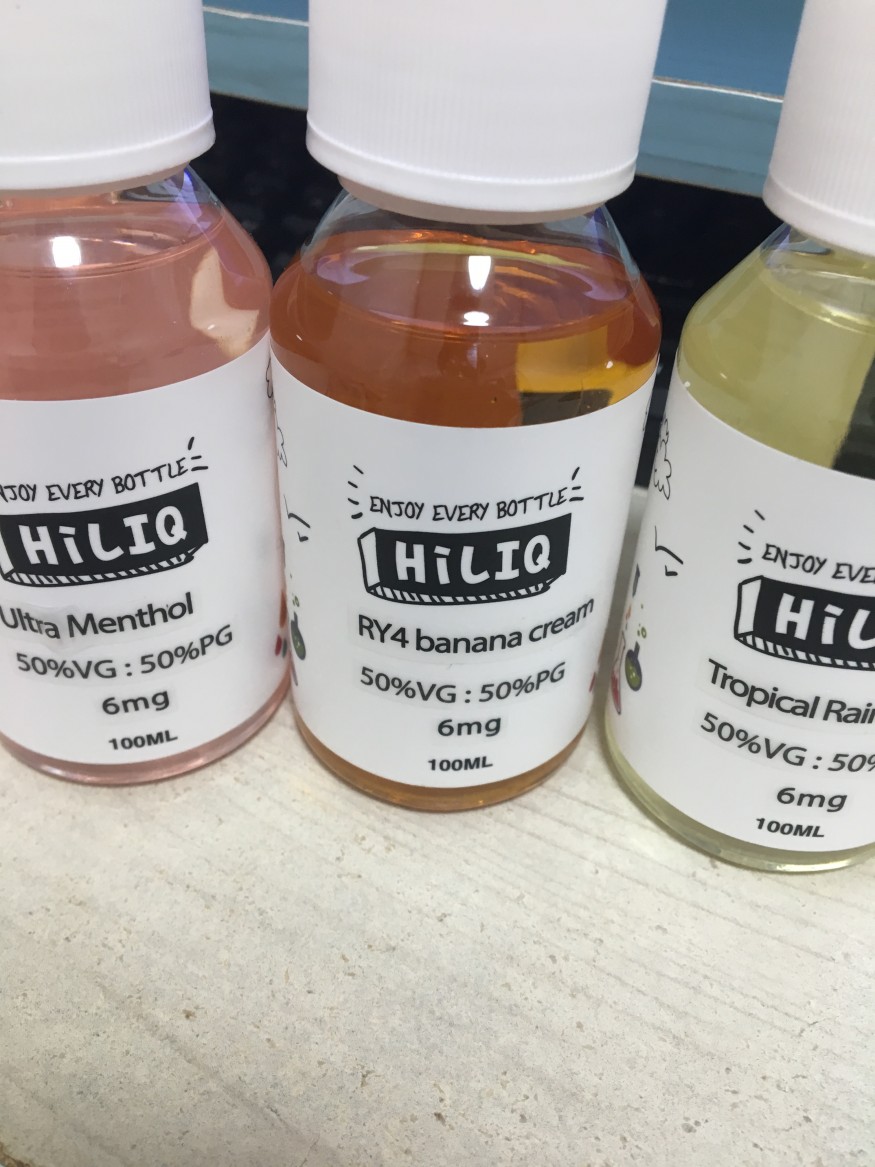 NJOY EVERY BOTTLE
HiLIQ
Ultra Menthol
50%VG : 50%PG
6mg
100ML
ENJOY EVERY BOTTLE
HiLIQ
RY4 banana cream
50%VG : 50%PG
6mg
100ML
ENJOY EVE
HiL
Tropical Rai
50%VG : 50%
6mg
100ML